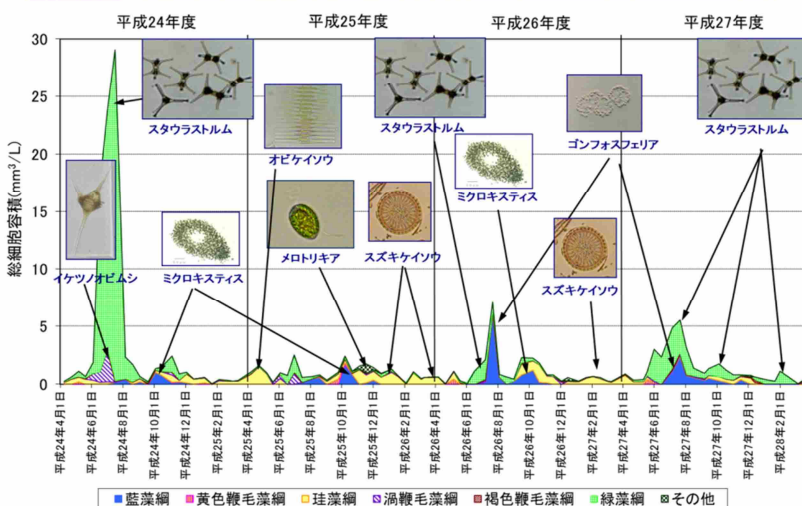 平成24年度
平成25年度
平成26年度
平成27年度
総細胞容積(mm³/L)
30
25
20
15
10
5
0
スタウラストルム
オビケイソウ
スタウラストルム
ゴンフォスフェリア
スタウラストルム
イケツノオビムシ
ミクロキスティス
メロトリキア
スズキケイソウ
ミクロキスティス
スズキケイソウ
平成24年4月1日
平成24年6月1日
平成24年8月1日
平成24年10月1日
平成24年12月1日
平成25年2月1日
平成25年4月1日
平成25年6月1日
平成25年8月1日
平成25年10月1日
平成25年12月1日
平成26年2月1日
平成26年4月1日
平成26年6月1日
平成26年8月1日
平成26年10月1日
平成26年12月1日
平成27年2月1日
平成27年4月1日
平成27年6月1日
平成27年8月1日
平成27年10月1日
平成27年12月1日
平成28年2月1日
藍藻綱
黄色鞭毛藻綱
珪藻綱
渦鞭毛藻綱
褐色鞭毛藻綱
緑藻綱
その他